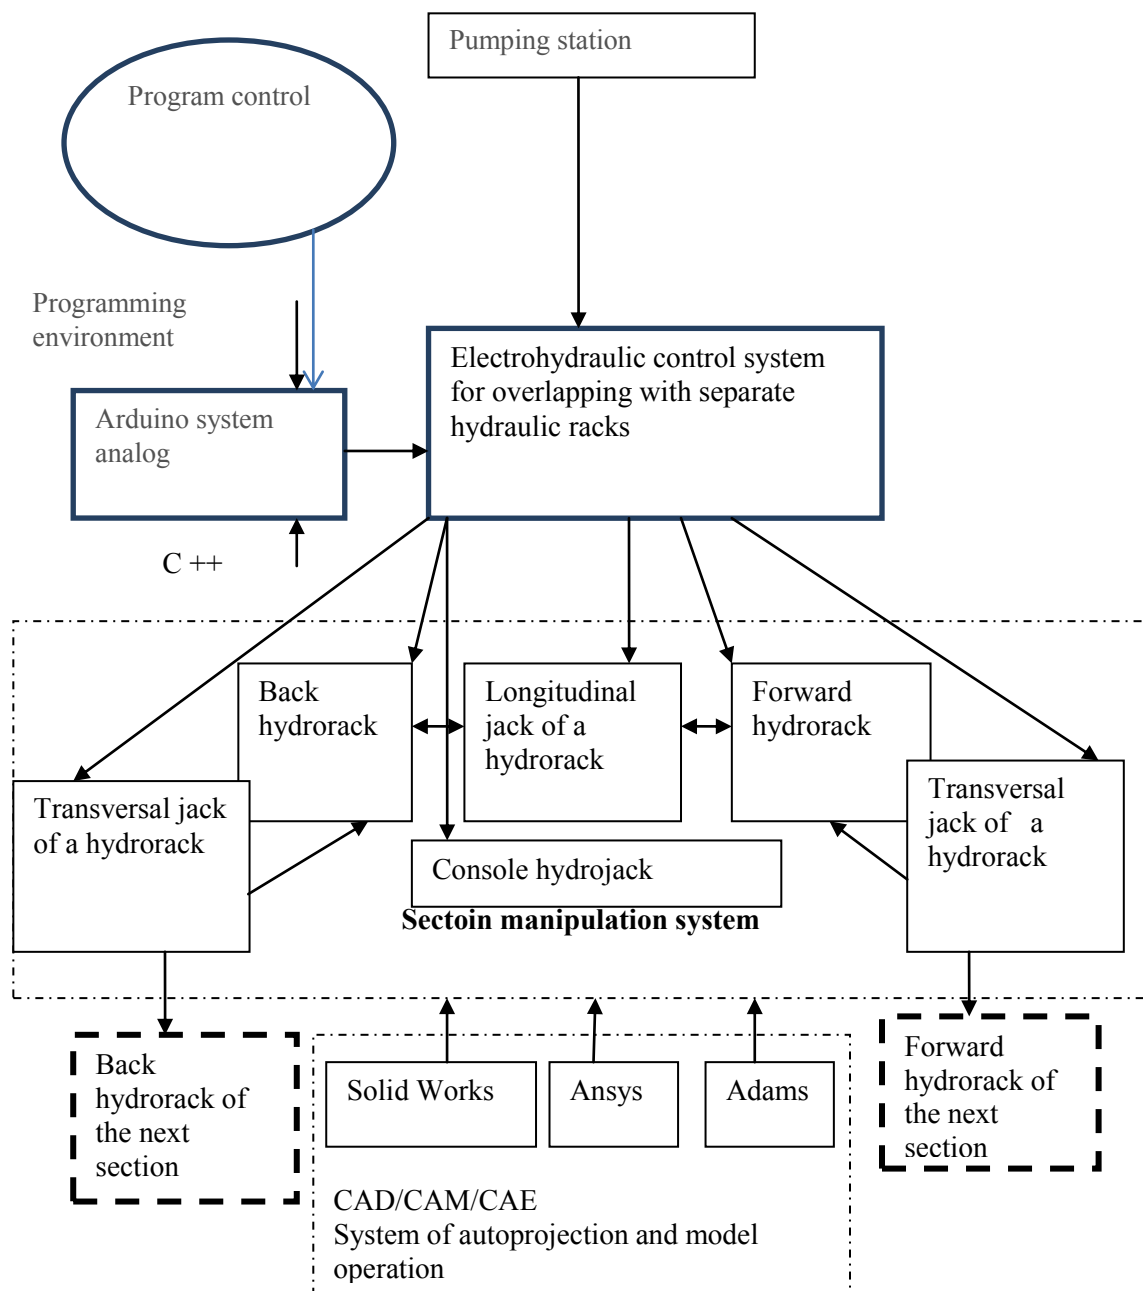 Pumping station
Program control
Programming
environment
Electrohydraulic control system
for overlapping with separate
hydraulic racks
Arduino system
analog
C ++
Back
hydrorack
Longitudinal
jack of a
hydrorack
Forward
hydrorack
Transversal jack
of a hydrorack
Transversal
jack of a
hydrorack
Console hydrojack
Sectoin manipulation system
Back
hydrorack of
the next
section
Solid Works
Ansys
Adams
Forward
hydrorack of
the next
section
CAD/CAM/CAE
System of autoprojection and model
operation